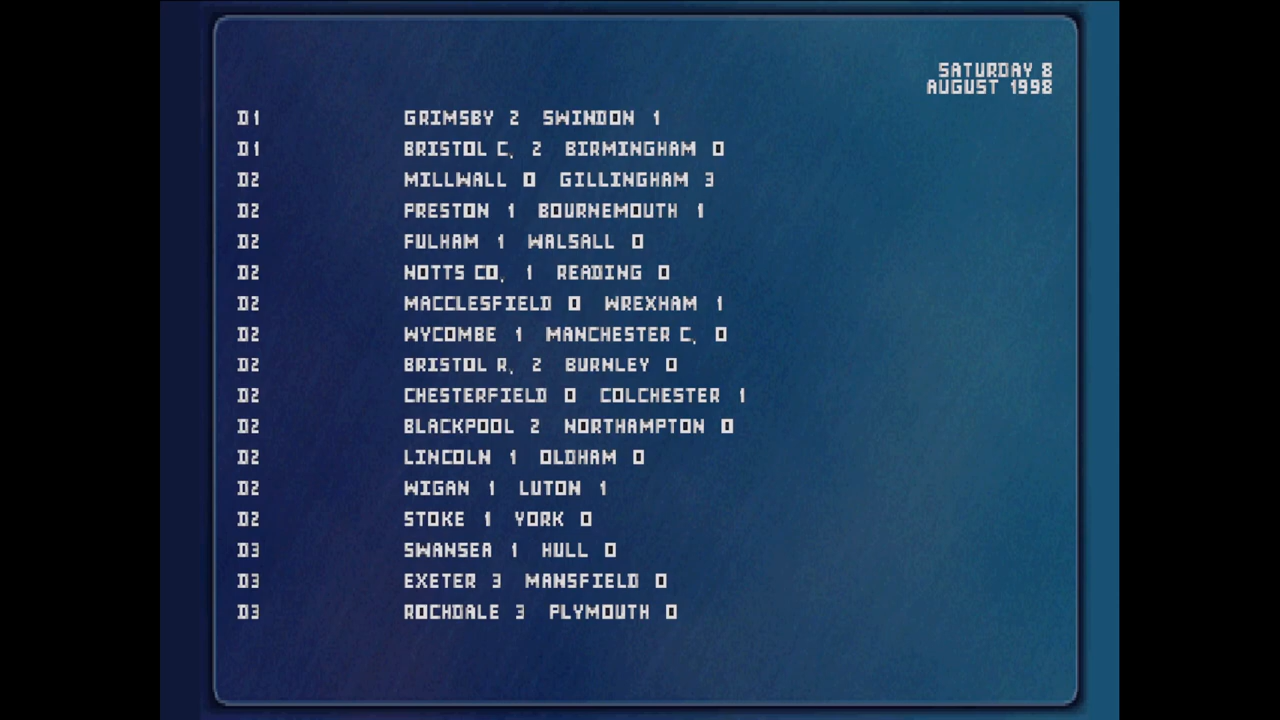 SATURDAY 8
AUGUST 1998
D1 GRIMSBY 2 SWINDON 1
D1 BRISTOL C. 2 BIRMINGHAM 0
D2 MILLWALL 0 GILLINGHAM 3
D2 PRESTON 1 BOURNEMOUTH 1
D2 FULHAM 1 WALSALL 0
D2 NOTTS CO. 1 READING 0
D2 MACCLESFIELD 0 WREXHAM 1
D2 WYCOMBE 1 MANCHESTER C. 0
D2 BRISTOL R. 2 BURNLEY 0
D2 CHESTERFIELD 0 COLCHESTER 1
D2 BLACKPOOL 2 NORTHAMPTON 0
D2 LINCOLN 1 OLDHAM 0
D2 WIGAN 1 LUTON 1
D2 STOKE 1 YORK 0
D3 SWANSEA 1 HULL 0
D3 EXETER 3 MANSFIELD 0
D3 ROCHDALE 3 PLYMOUTH 0